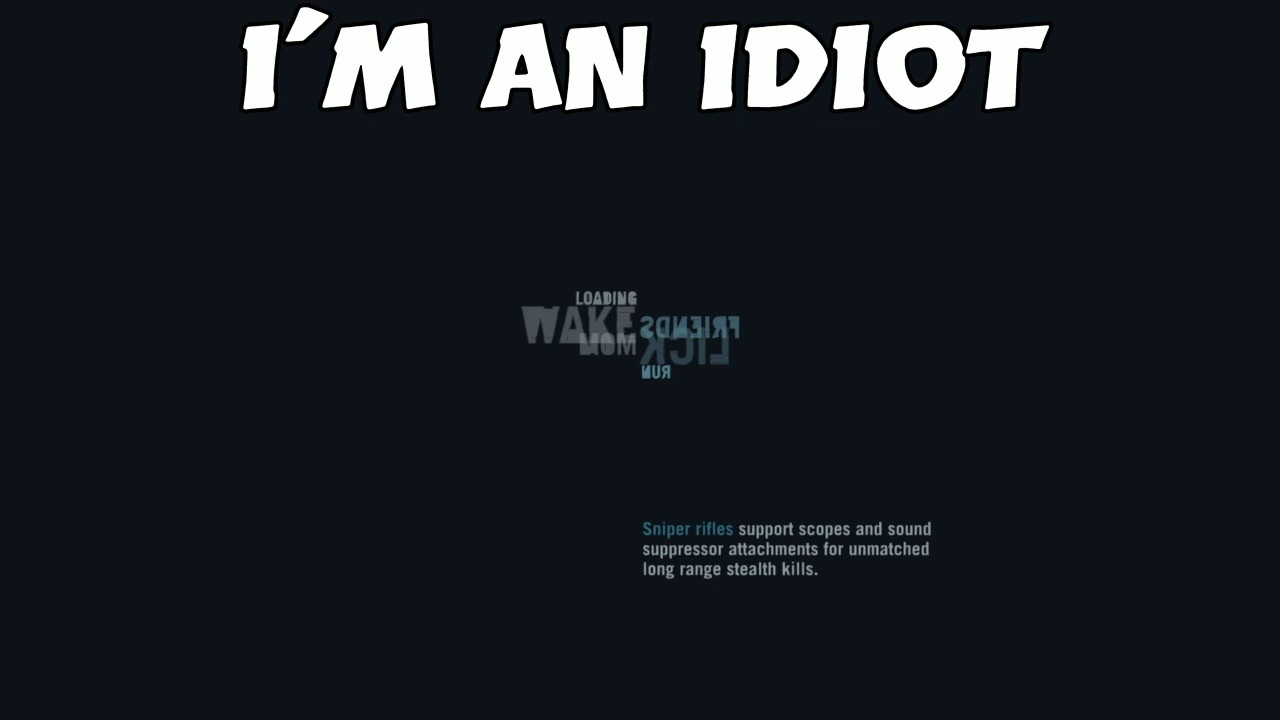 I'M AN IDIOT
LOADING
WAKE
FRIENDS
MOM
LICK
RUN
Sniper rifles support scopes and sound
suppressor attachments for unmatched
long range stealth kills.